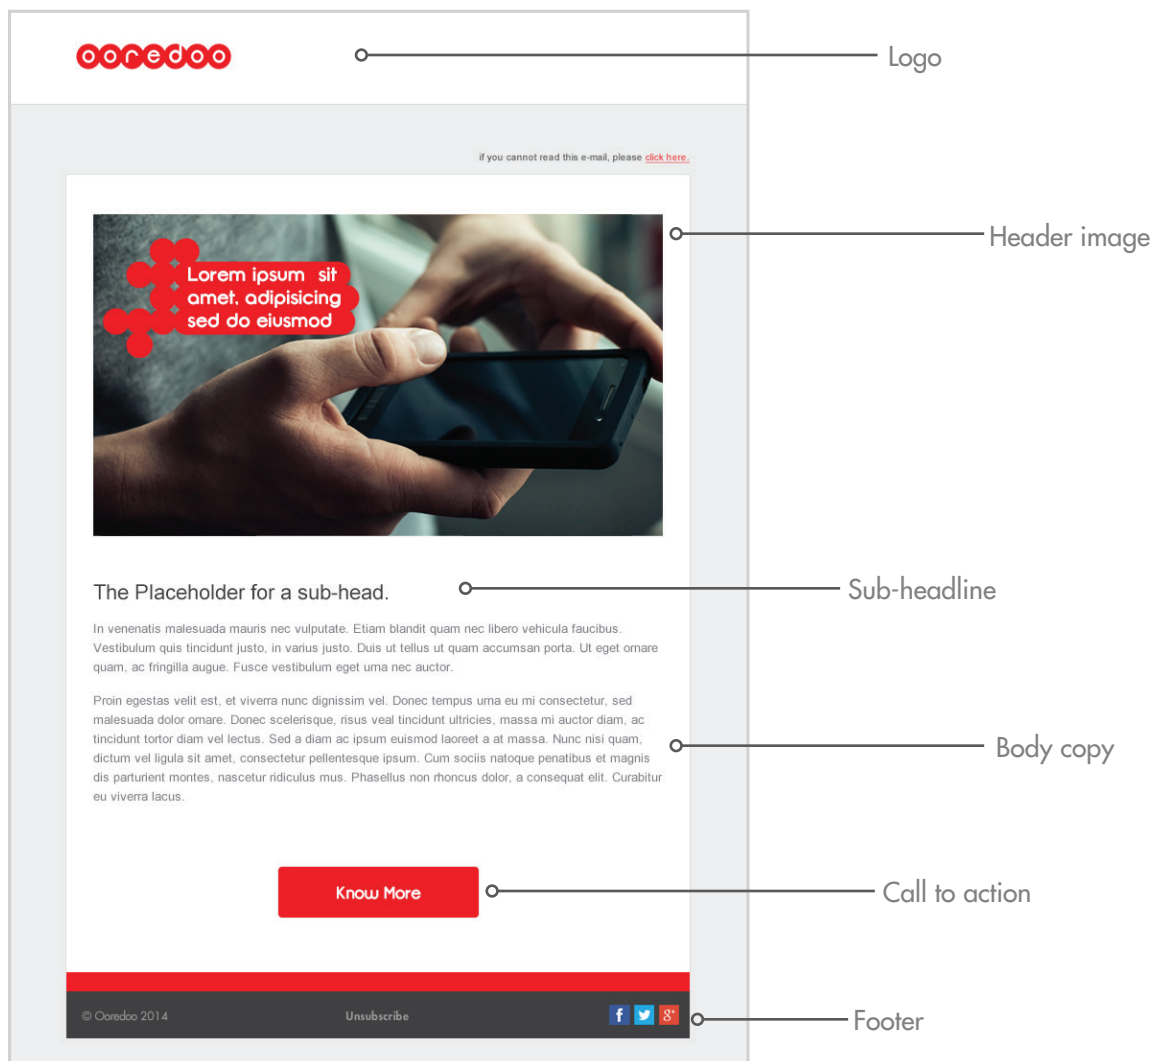 ooredoo
Logo
if you cannot read this e-mail, please click here.
Header image
Lorem ipsum sit
amet, adipisicing
sed do eiusmod
The Placeholder for a sub-head.
Sub-headline
In venenatis malesuada mauris nec vulputate. Etiam blandit quam nec libero vehicula faucibus.
Vestibulum quis tincidunt justo, in varius justo. Duis ut tellus ut quam accumsan porta. Ut eget ornare
quam, ac fringilla augue. Fusce vestibulum eget urna nec auctor.
Proin egestas velit est, et viverra nunc dignissim vel. Donec tempus urna eu mi consectetur, sed
malesuada dolor ornare. Donec scelerisque, risus veal tincidunt ultricies, massa mi auctor diam, ac
tincidunt tortor diam vel lectus. Sed a diam ac ipsum euismod laoreet a at massa. Nunc nisi quam,
dictum vel ligula sit amet, consectetur pellentesque ipsum. Cum sociis natoque penatibus et magnis
dis parturient montes, nascetur ridiculus mus. Phasellus non rhoncus dolor, a consequat elit. Curabitur
eu viverra lacus.
Body copy
Know More
Call to action
© Ooredoo 2014 Unsubscribe f g+
Footer